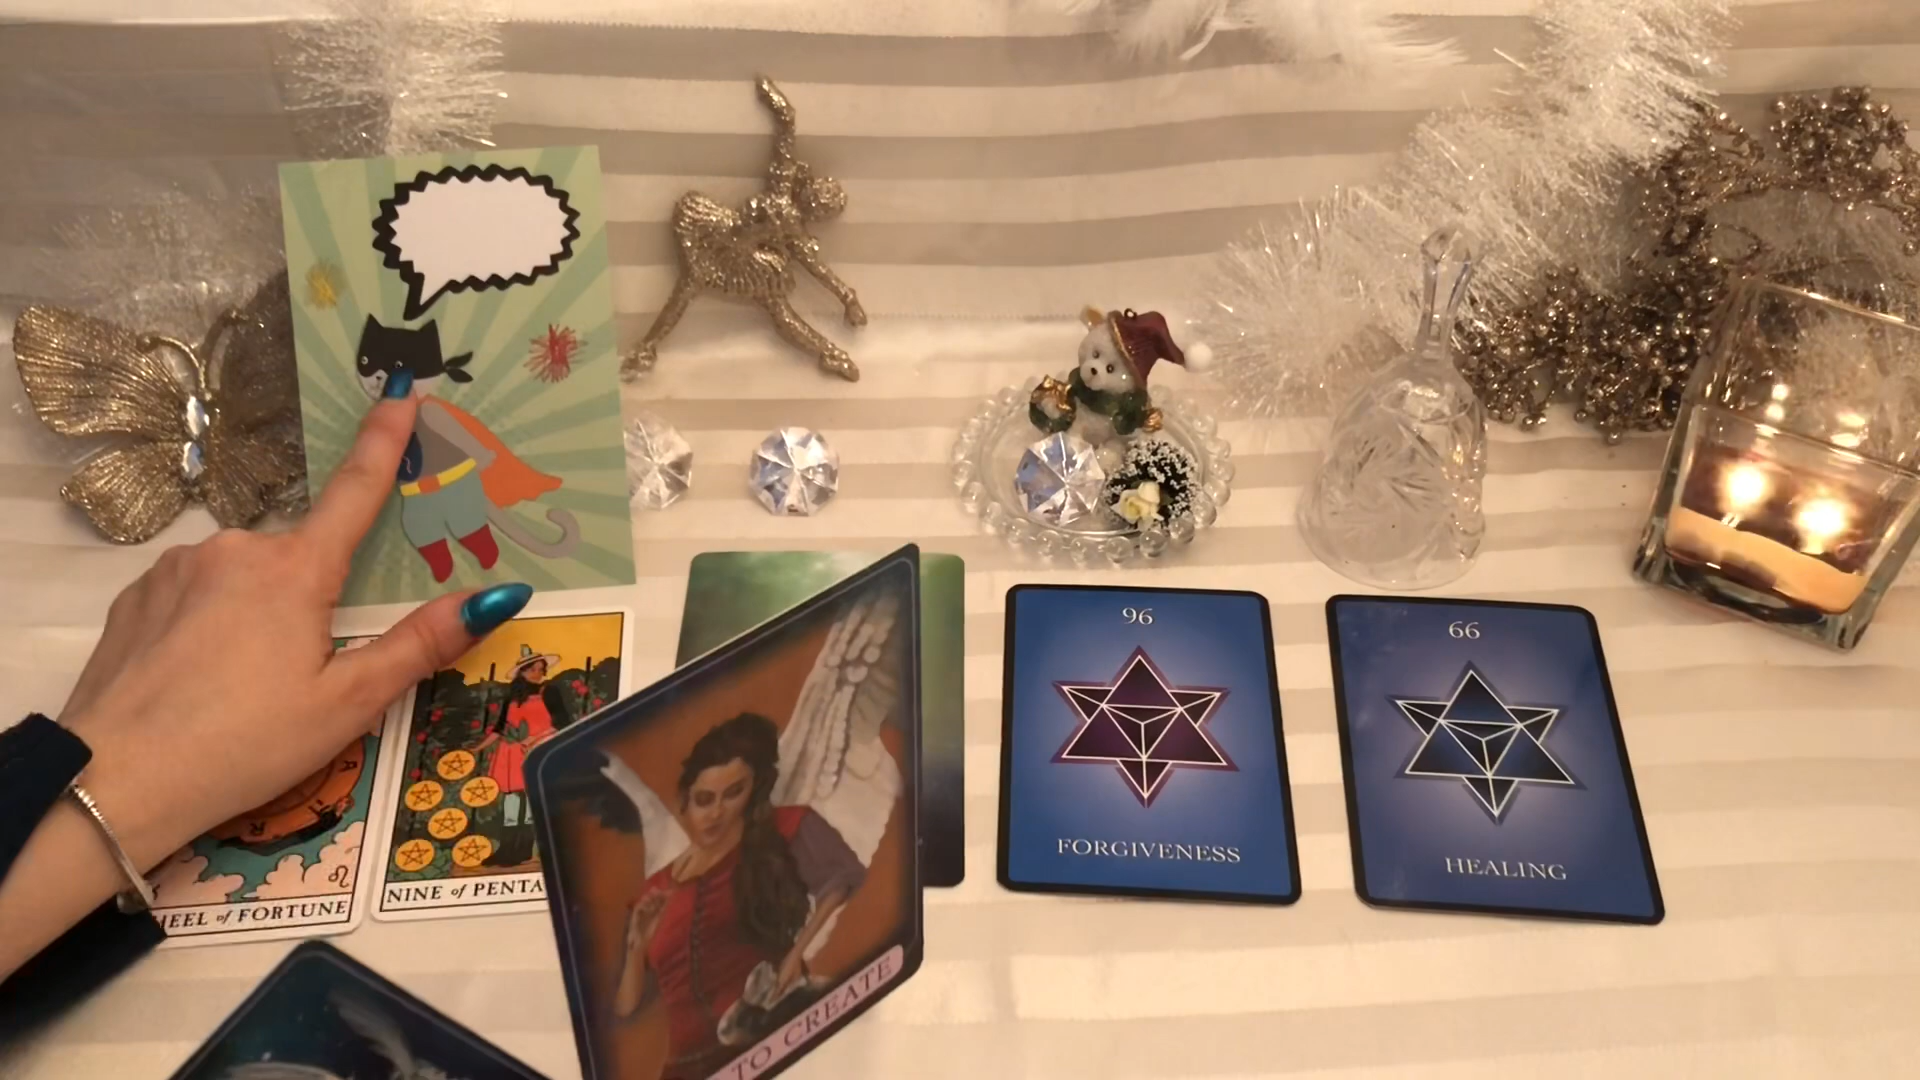 96
FORGIVENESS
66
HEALING
HEEL of FORTUNE
NINE of PENTA
TO CREATE